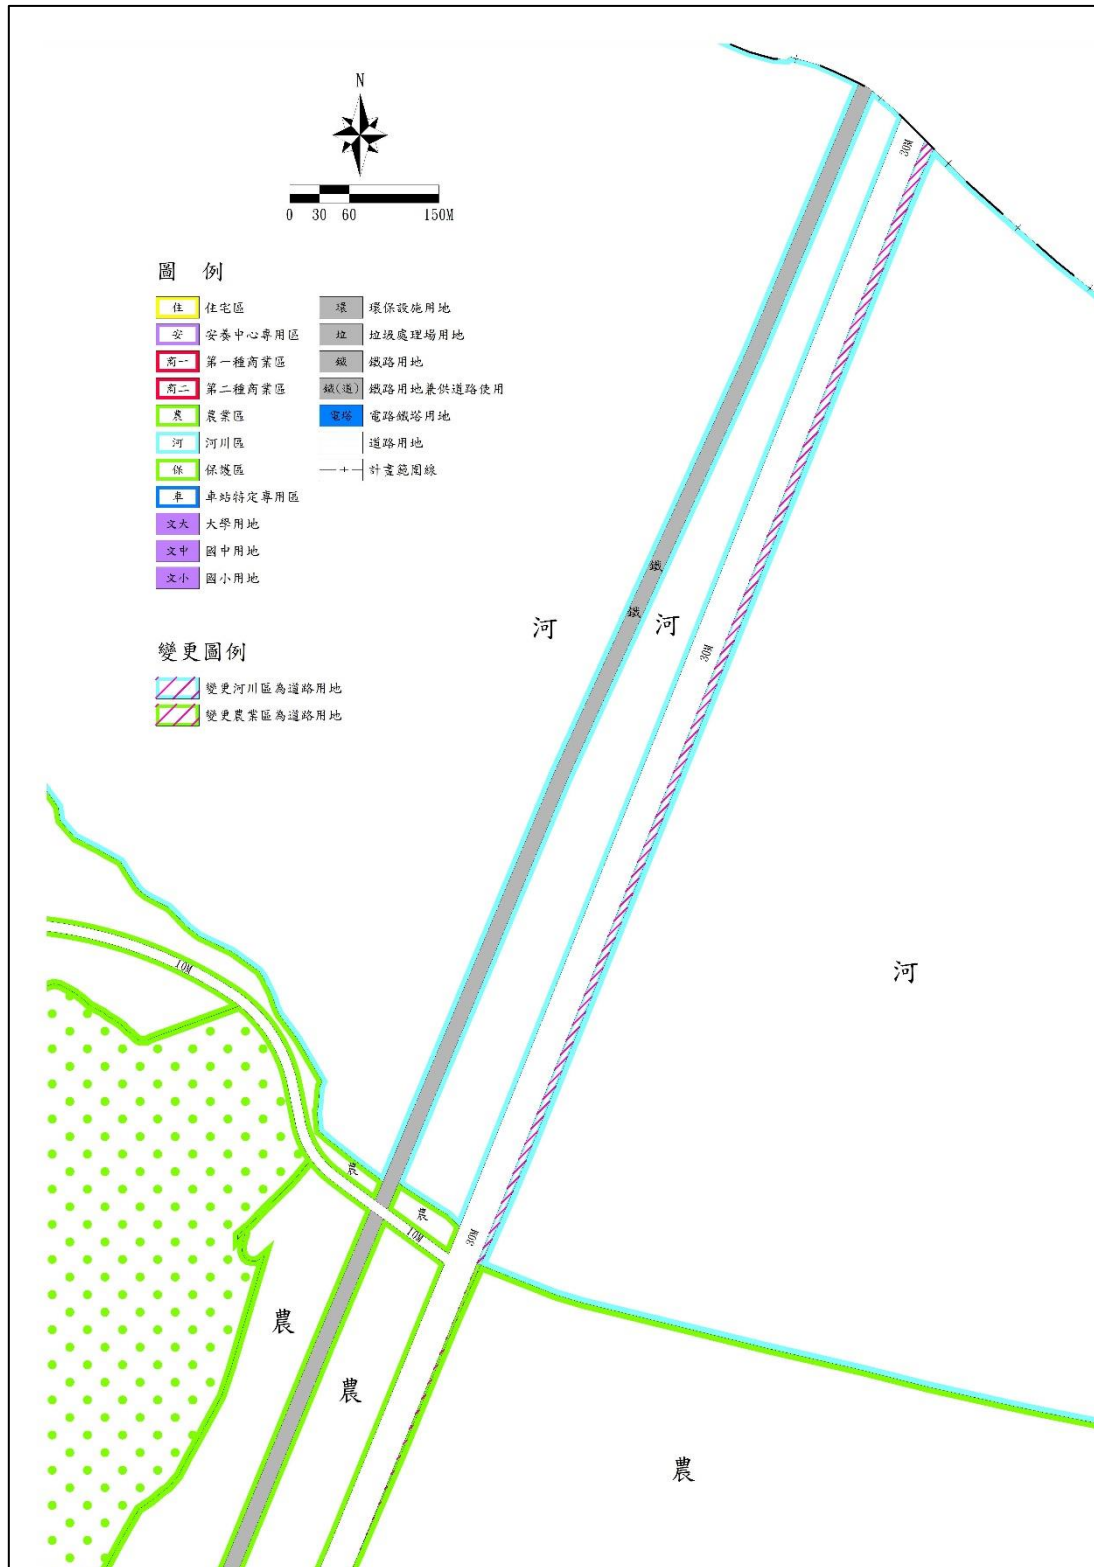 N
0 30 60 150M
圖 例
住 住宅區
安 安養中心專用區
商一 第一種商業區
商二 第二種商業區
農 農業區
河 河川區
保 保護區
車 車站特定專用區
文大 大學用地
文中 國中用地
文小 國小用地
環 環保設施用地
垃 垃圾處理場用地
鐵 鐵路用地
鐵(道) 鐵路用地兼供道路使用
電塔 電路鐵塔用地
道路用地
計畫範圍線
變更圖例
變更河川區為道路用地
變更農業區為道路用地
30M
鐵
鐵
河
河
30M
河
10M
農
農
10M
30M
農
農
農